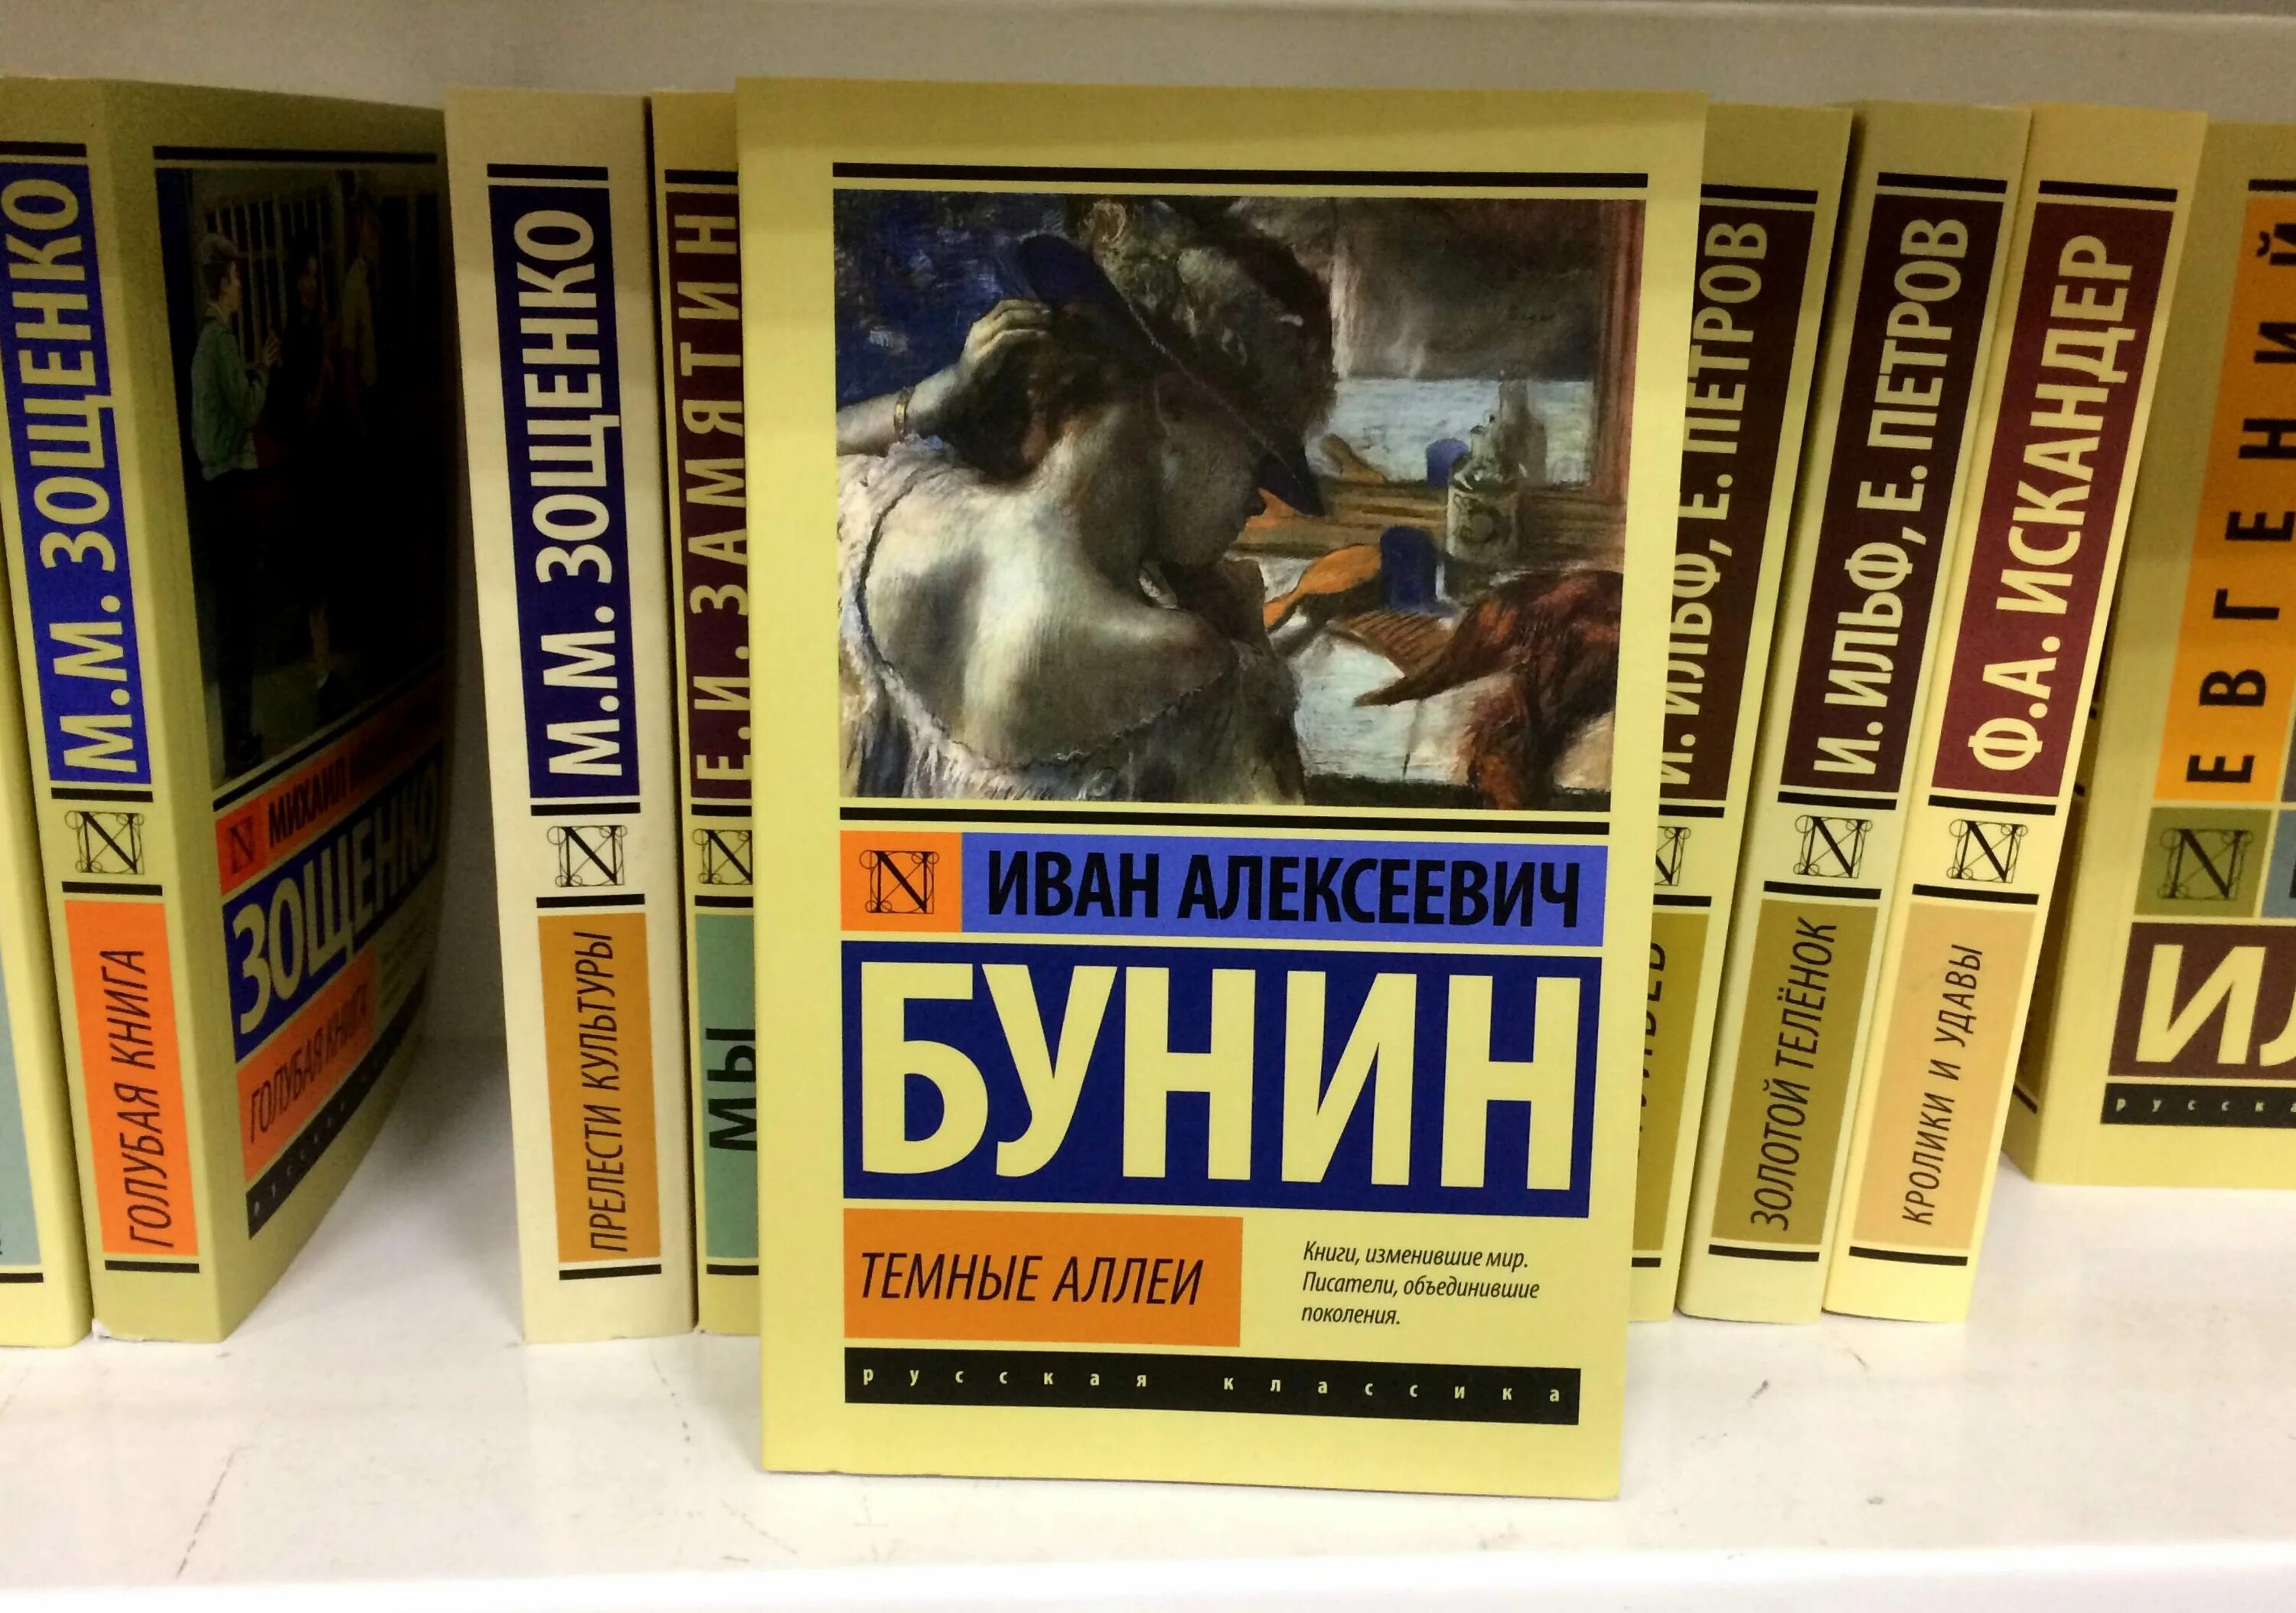 М.М. ЗОЩЕНКО
ГОЛУБАЯ КНИГА
N
МИХАИЛ
ЗОЩЕНКО
ГОЛУБАЯ КНИГА
М.М. ЗОЩЕНКО
N
ПРЕЛЕСТИ КУЛЬТУРЫ
Е.И. ЗАМЯТИН
N
МЫ
N ИВАН АЛЕКСЕЕВИЧ
БУНИН
ТЕМНЫЕ АЛЛЕИ
Книги, изменившие мир.
Писатели, объединившие
поколения.
русская классика
И. ИЛЬФ, Е. ПЕТРОВ
N
И. ИЛЬФ, Е. ПЕТРОВ
N
ЗОЛОТОЙ ТЕЛЁНОК
Ф.А. ИСКАНДЕР
N
КРОЛИКИ И УДАВЫ
ЕВГЕНИЙ
N